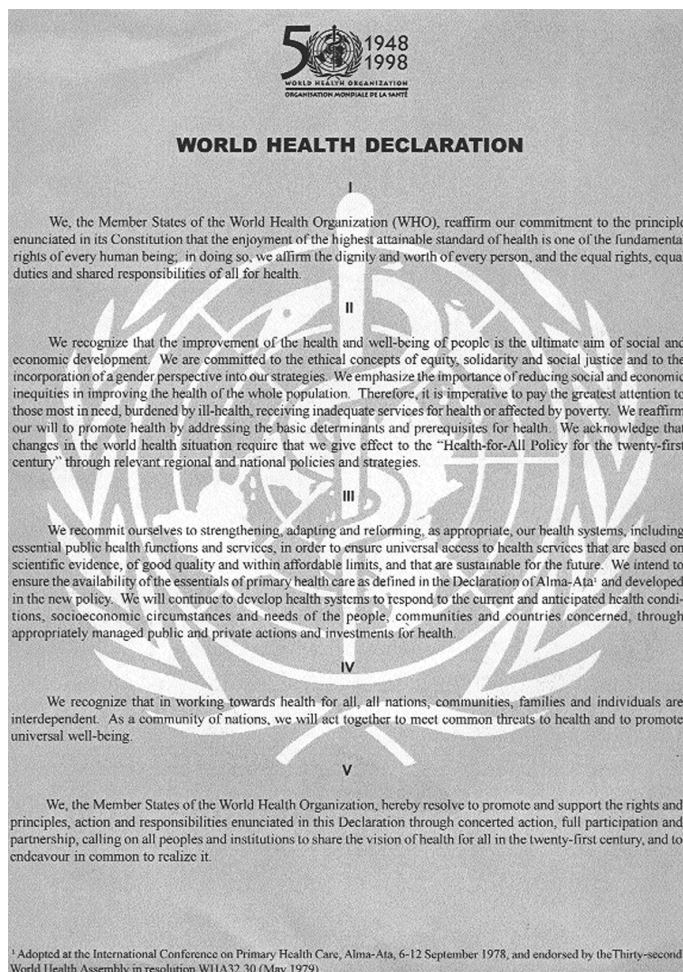 50 1948
1998
WORLD HEALTH ORGANIZATION
ORGANISATION MONDIALE DE LA SANTÉ
WORLD HEALTH DECLARATION
I
We, the Member States of the World Health Organization (WHO), reaffirm our commitment to the principle
enunciated in its Constitution that the enjoyment of the highest attainable standard of health is one of the fundamental
rights of every human being; in doing so, we affirm the dignity and worth of every person, and the equal rights, equal
duties and shared responsibilities of all for health.
II
We recognize that the improvement of the health and well-being of people is the ultimate aim of social and
economic development. We are committed to the ethical concepts of equity, solidarity and social justice and to the
incorporation of a gender perspective into our strategies. We emphasize the importance of reducing social and economic
inequities in improving the health of the whole population. Therefore, it is imperative to pay the greatest attention to
those most in need, burdened by ill-health, receiving inadequate services for health or affected by poverty. We reaffirm
our will to promote health by addressing the basic determinants and prerequisites for health. We acknowledge that
changes in the world health situation require that we give effect to the “Health-for-All Policy for the twenty-first
century” through relevant regional and national policies and strategies.
III
We recommit ourselves to strengthening, adapting and reforming, as appropriate, our health systems, including
essential public health functions and services, in order to ensure universal access to health services that are based on
scientific evidence, of good quality and within affordable limits, and that are sustainable for the future. We intend to
ensure the availability of the essentials of primary health care as defined in the Declaration of Alma-Ata¹ and developed
in the new policy. We will continue to develop health systems to respond to the current and anticipated health condi-
tions, socioeconomic circumstances and needs of the people, communities and countries concerned, through
appropriately managed public and private actions and investments for health.
IV
We recognize that in working towards health for all, all nations, communities, families and individuals are
interdependent. As a community of nations, we will act together to meet common threats to health and to promote
universal well-being.
V
We, the Member States of the World Health Organization, hereby resolve to promote and support the rights and
principles, action and responsibilities enunciated in this Declaration through concerted action, full participation and
partnership, calling on all peoples and institutions to share the vision of health for all in the twenty-first century, and to
endeavour in common to realize it.
¹ Adopted at the International Conference on Primary Health Care, Alma-Ata, 6-12 September 1978, and endorsed by theThirty-second
World Health Assembly in resolution WHA32.30 (May 1979)